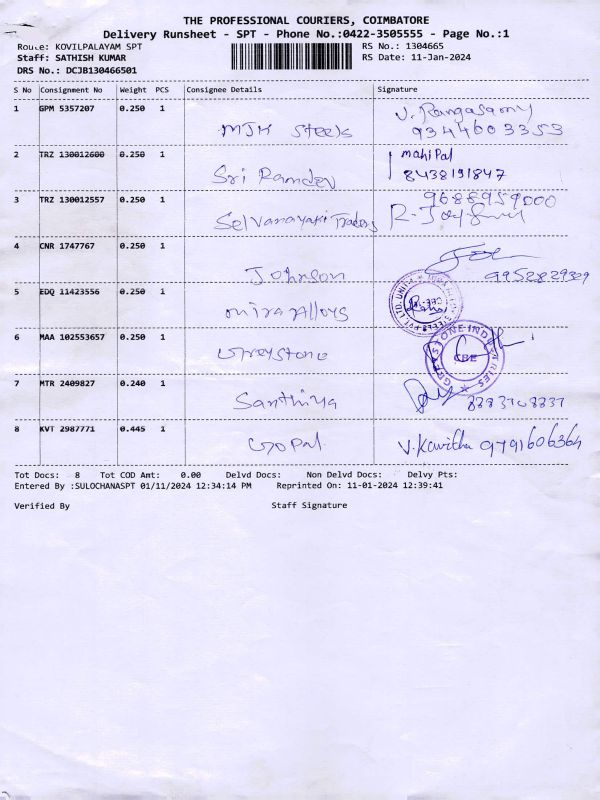 THE PROFESSIONAL COURIERS, COIMBATORE
Delivery Runsheet - SPT - Phone No.:0422-3505555 - Page No.:1
Route: KOVILPALAYAM SPT RS No.: 1304665
Staff: SATHISH KUMAR RS Date: 11-Jan-2024
DRS No.: DCJB130466501
S No Consignment No Weight PCS Consignee Details Signature
1 GPM 5357207 0.250 1 MJK Steels V. Rangasamy
9344603353
2 TRZ 130012600 0.250 1 Sri Ramdev mahipal
8438191847
3 TRZ 130012557 0.250 1 Selvanayaki Traders 9688959000
4 CNR 1747767 0.250 1 Johnson
9952829309
5 EDQ 11423556 0.250 1 mitra Alloys
6 MAA 102553657 0.250 1 Greystone
GREYSTONE INDUSTRIES CBE
7 MTR 2409827 0.240 1 Santhiya
8 KVT 2987771 0.445 1 Gopal V. Kavitha 9791606364
Tot Docs: 8 Tot COD Amt: 0.00 Delvd Docs: Non Delvd Docs: Delvy Pts:
Entered By :SULOCHANASPT 01/11/2024 12:34:14 PM Reprinted On: 11-01-2024 12:39:41
Verified By Staff Signature